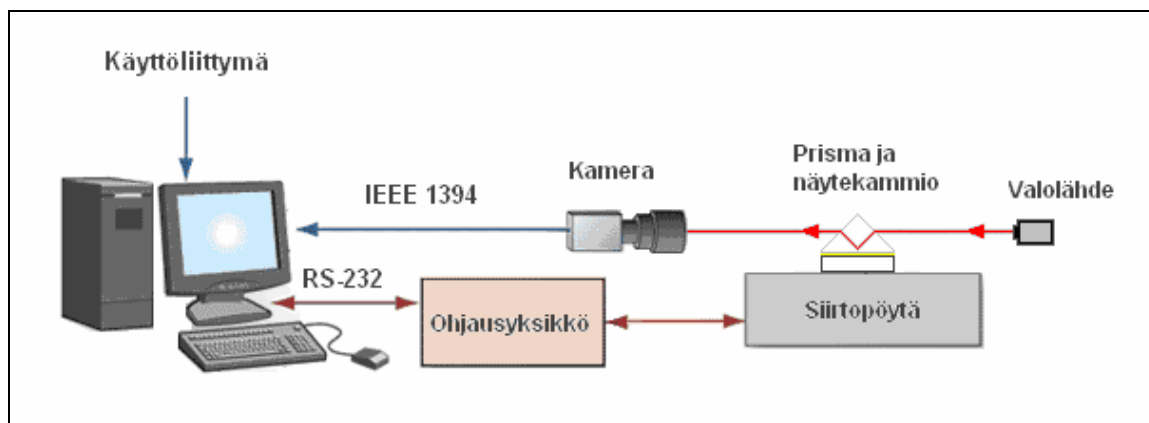 Käyttöliittymä
IEEE 1394
Kamera
Prisma ja
näytekammio
Valolähde
RS-232
Ohjausyksikkö
Siirtopöytä